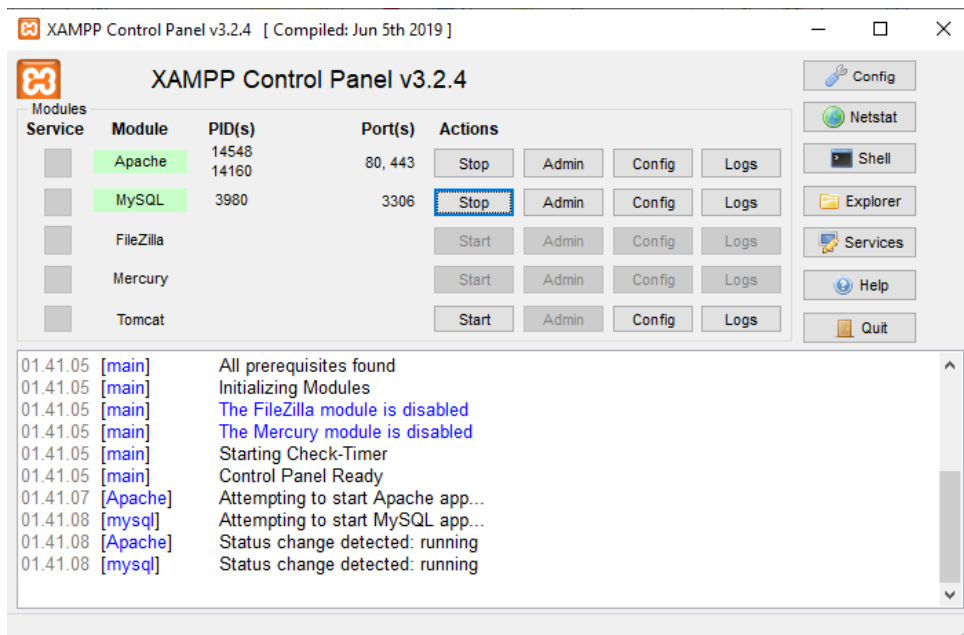 XAMPP Control Panel v3.2.4 [ Compiled: Jun 5th 2019 ]
XAMPP Control Panel v3.2.4
Config
Modules
Netstat
Service Module PID(s) Port(s) Actions
Apache 14548 14160 80, 443 Stop Admin Config Logs
Shell
MySQL 3980 3306 Stop Admin Config Logs
Explorer
FileZilla Start Admin Config Logs
Services
Mercury Start Admin Config Logs
Help
Tomcat Start Admin Config Logs
Quit
01.41.05 [main] All prerequisites found
01.41.05 [main] Initializing Modules
01.41.05 [main] The FileZilla module is disabled
01.41.05 [main] The Mercury module is disabled
01.41.05 [main] Starting Check-Timer
01.41.05 [main] Control Panel Ready
01.41.07 [Apache] Attempting to start Apache app...
01.41.08 [mysql] Attempting to start MySQL app...
01.41.08 [Apache] Status change detected: running
01.41.08 [mysql] Status change detected: running